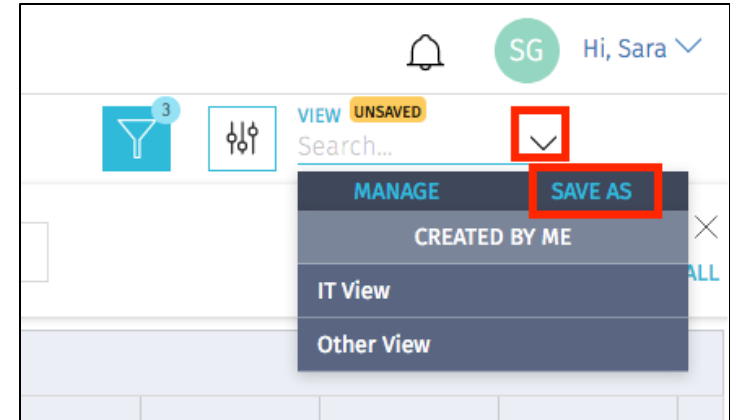 SG Hi, Sara
3
VIEW UNSAVED
Search...
MANAGE SAVE AS
CREATED BY ME
ALL
IT View
Other View